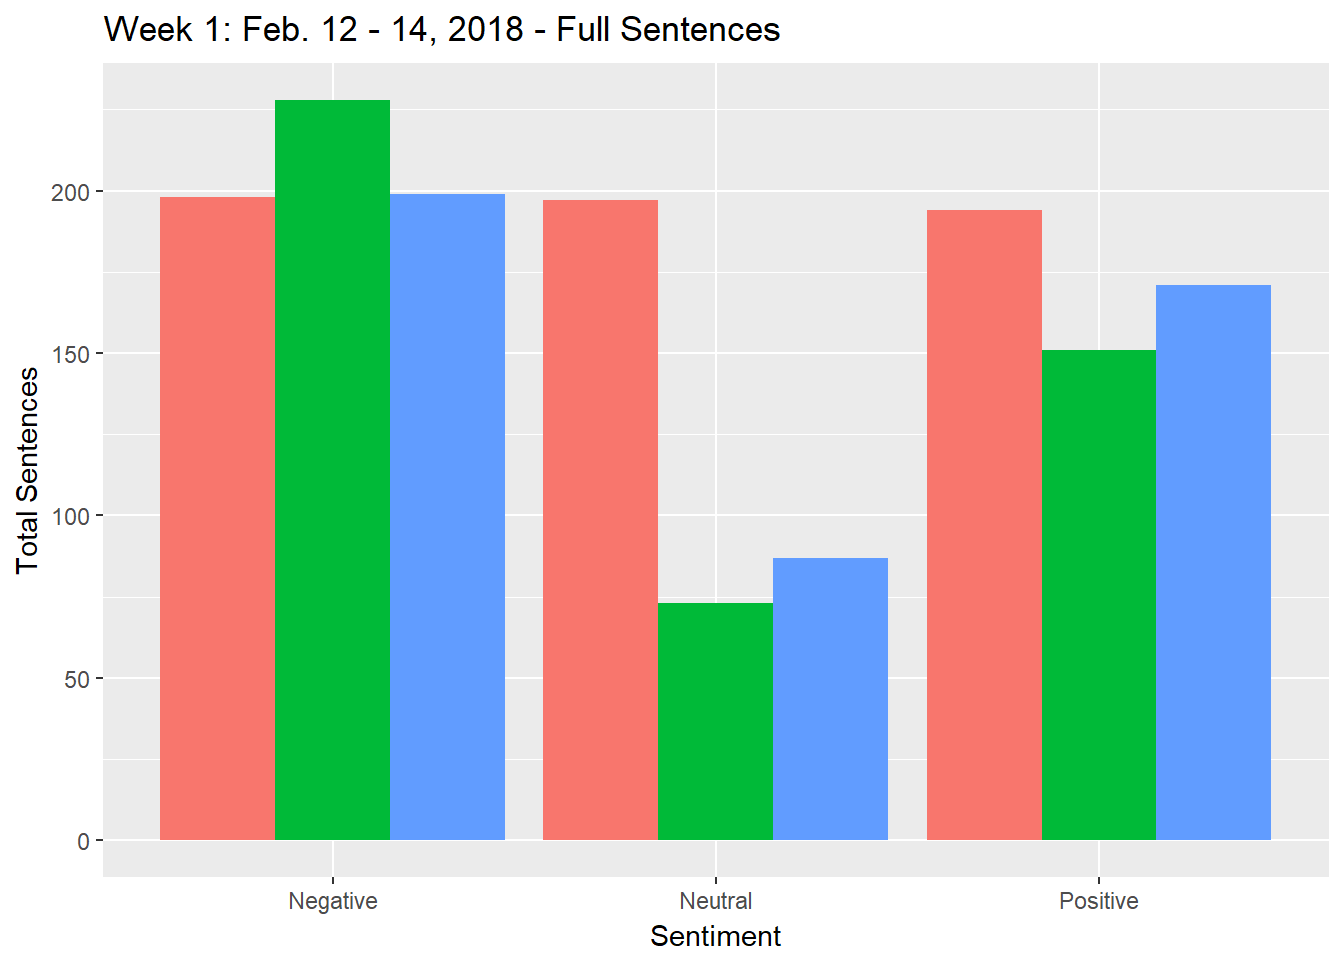 Week 1: Feb. 12 - 14, 2018 - Full Sentences
Total Sentences
200
150
100
50
0
Negative Neutral Positive
Sentiment